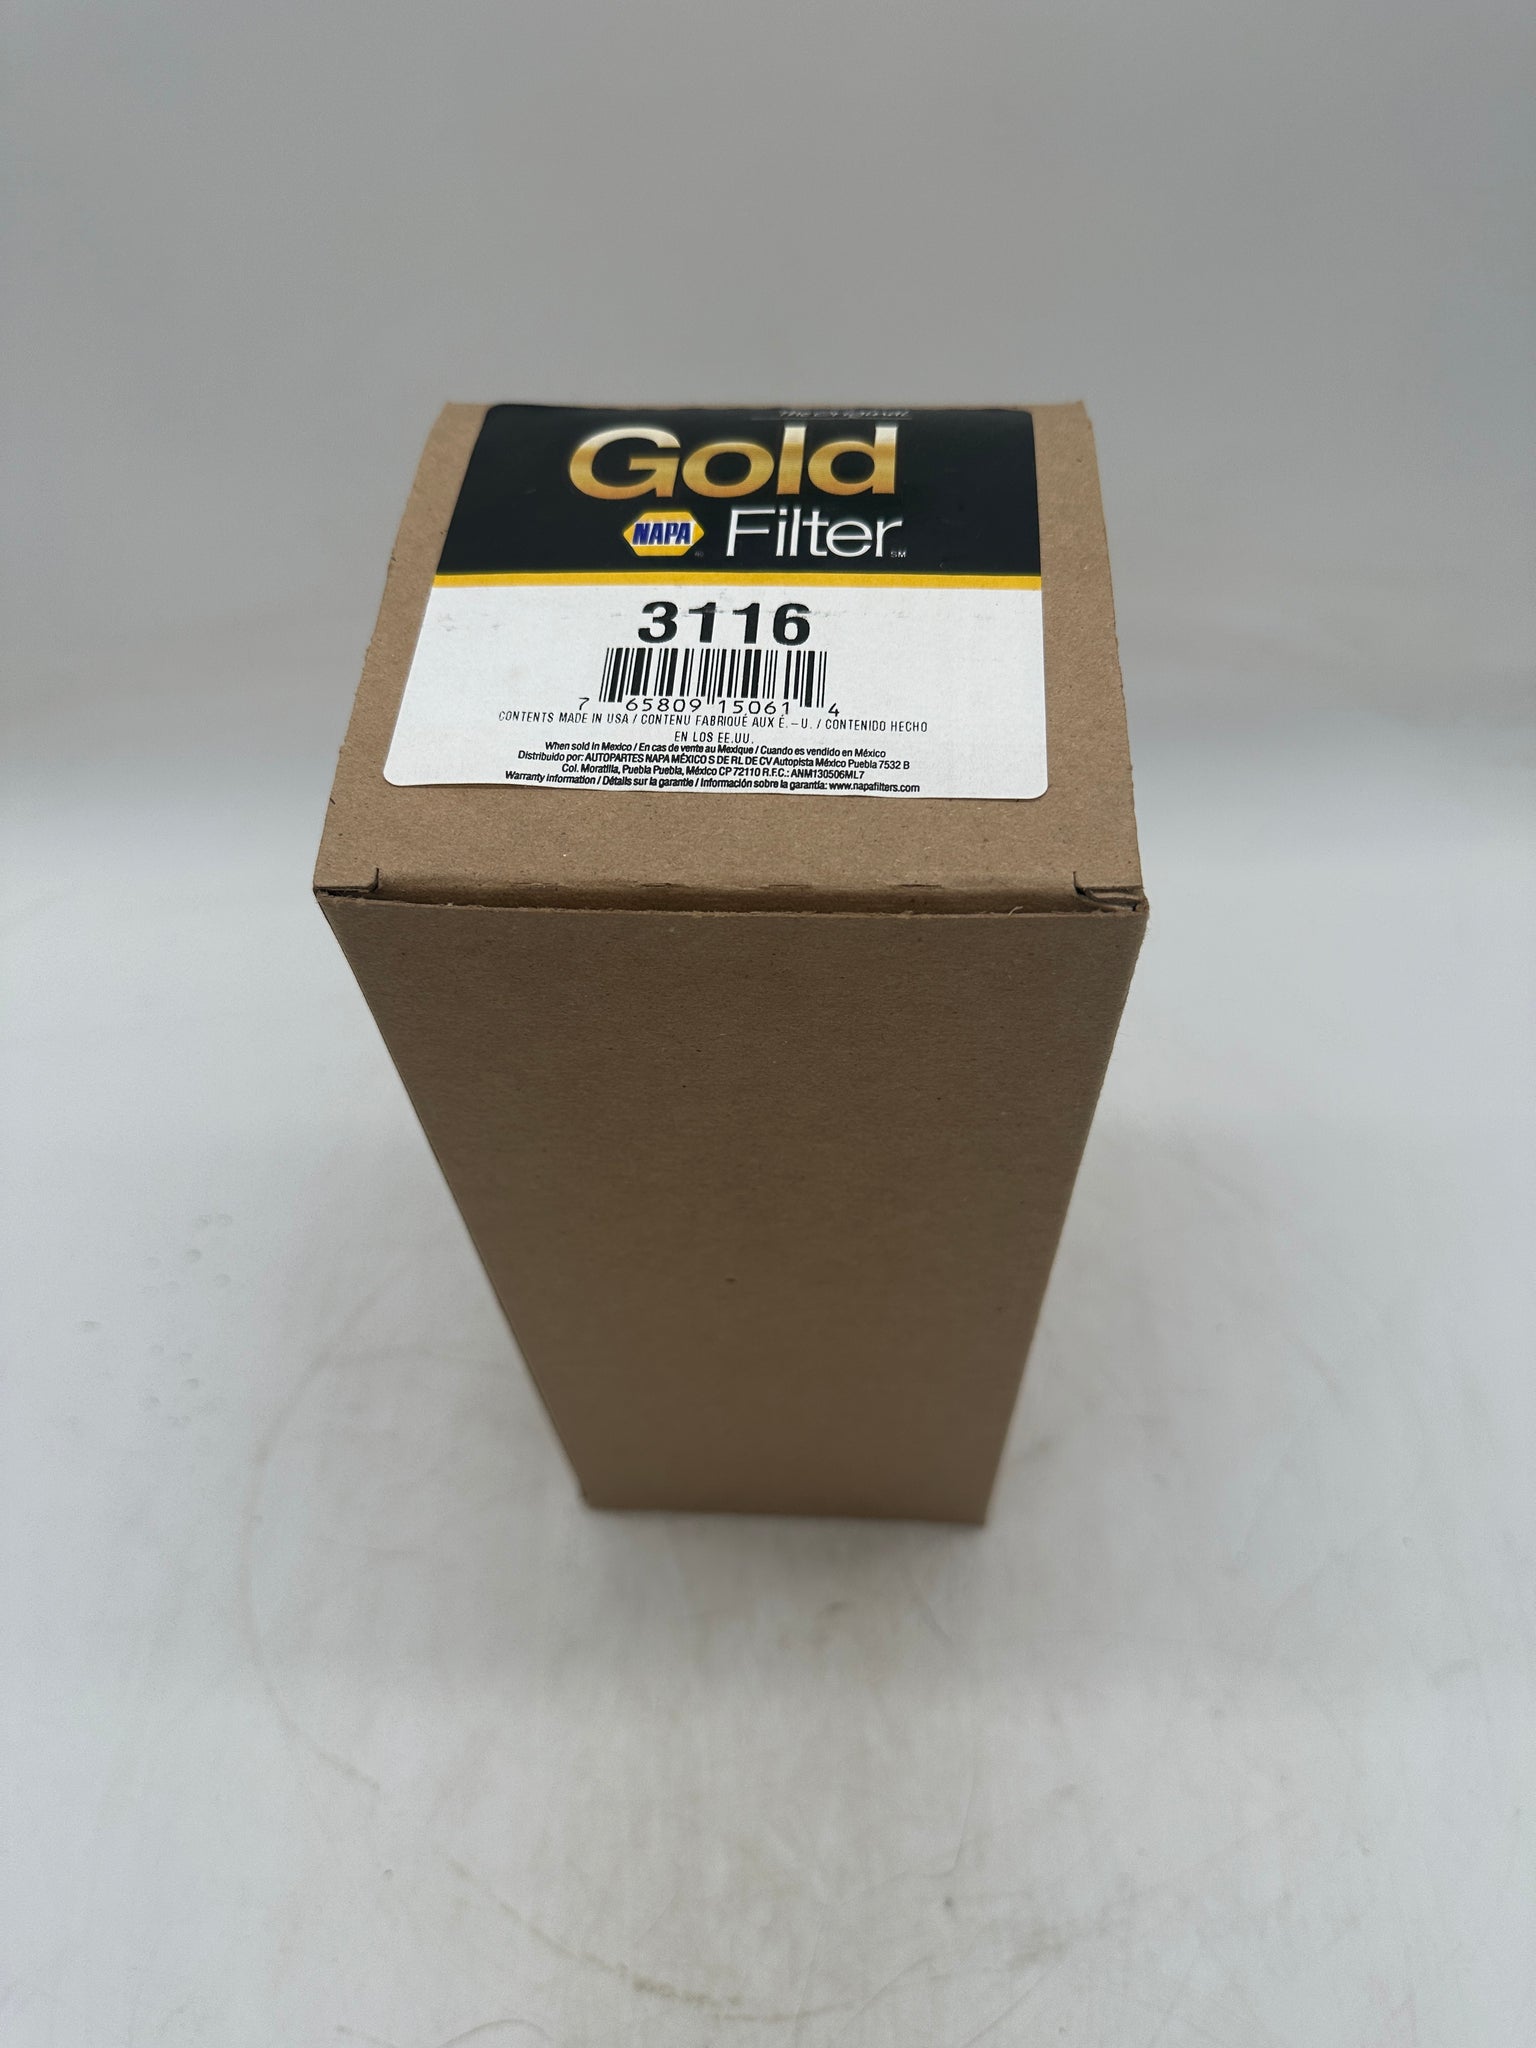 Gold
NAPA® Filter℠
3116
7 65809 15061 4
CONTENTS MADE IN USA / CONTENU FABRIQUÉ AUX É.-U. / CONTENIDO HECHO
EN LOS EE.UU.
When sold in Mexico / En cas de vente au Mexique / Cuando es vendido en México
Distribuido por: AUTOPARTES NAPA MÉXICO S DE RL DE CV Autopista México Puebla 7532 B
Col. Moratilla, Puebla Puebla, México CP 72110 R.F.C.: ANM130506ML7
Warranty Information / Détails sur la garantie / Información sobre la garantía: www.napafilters.com